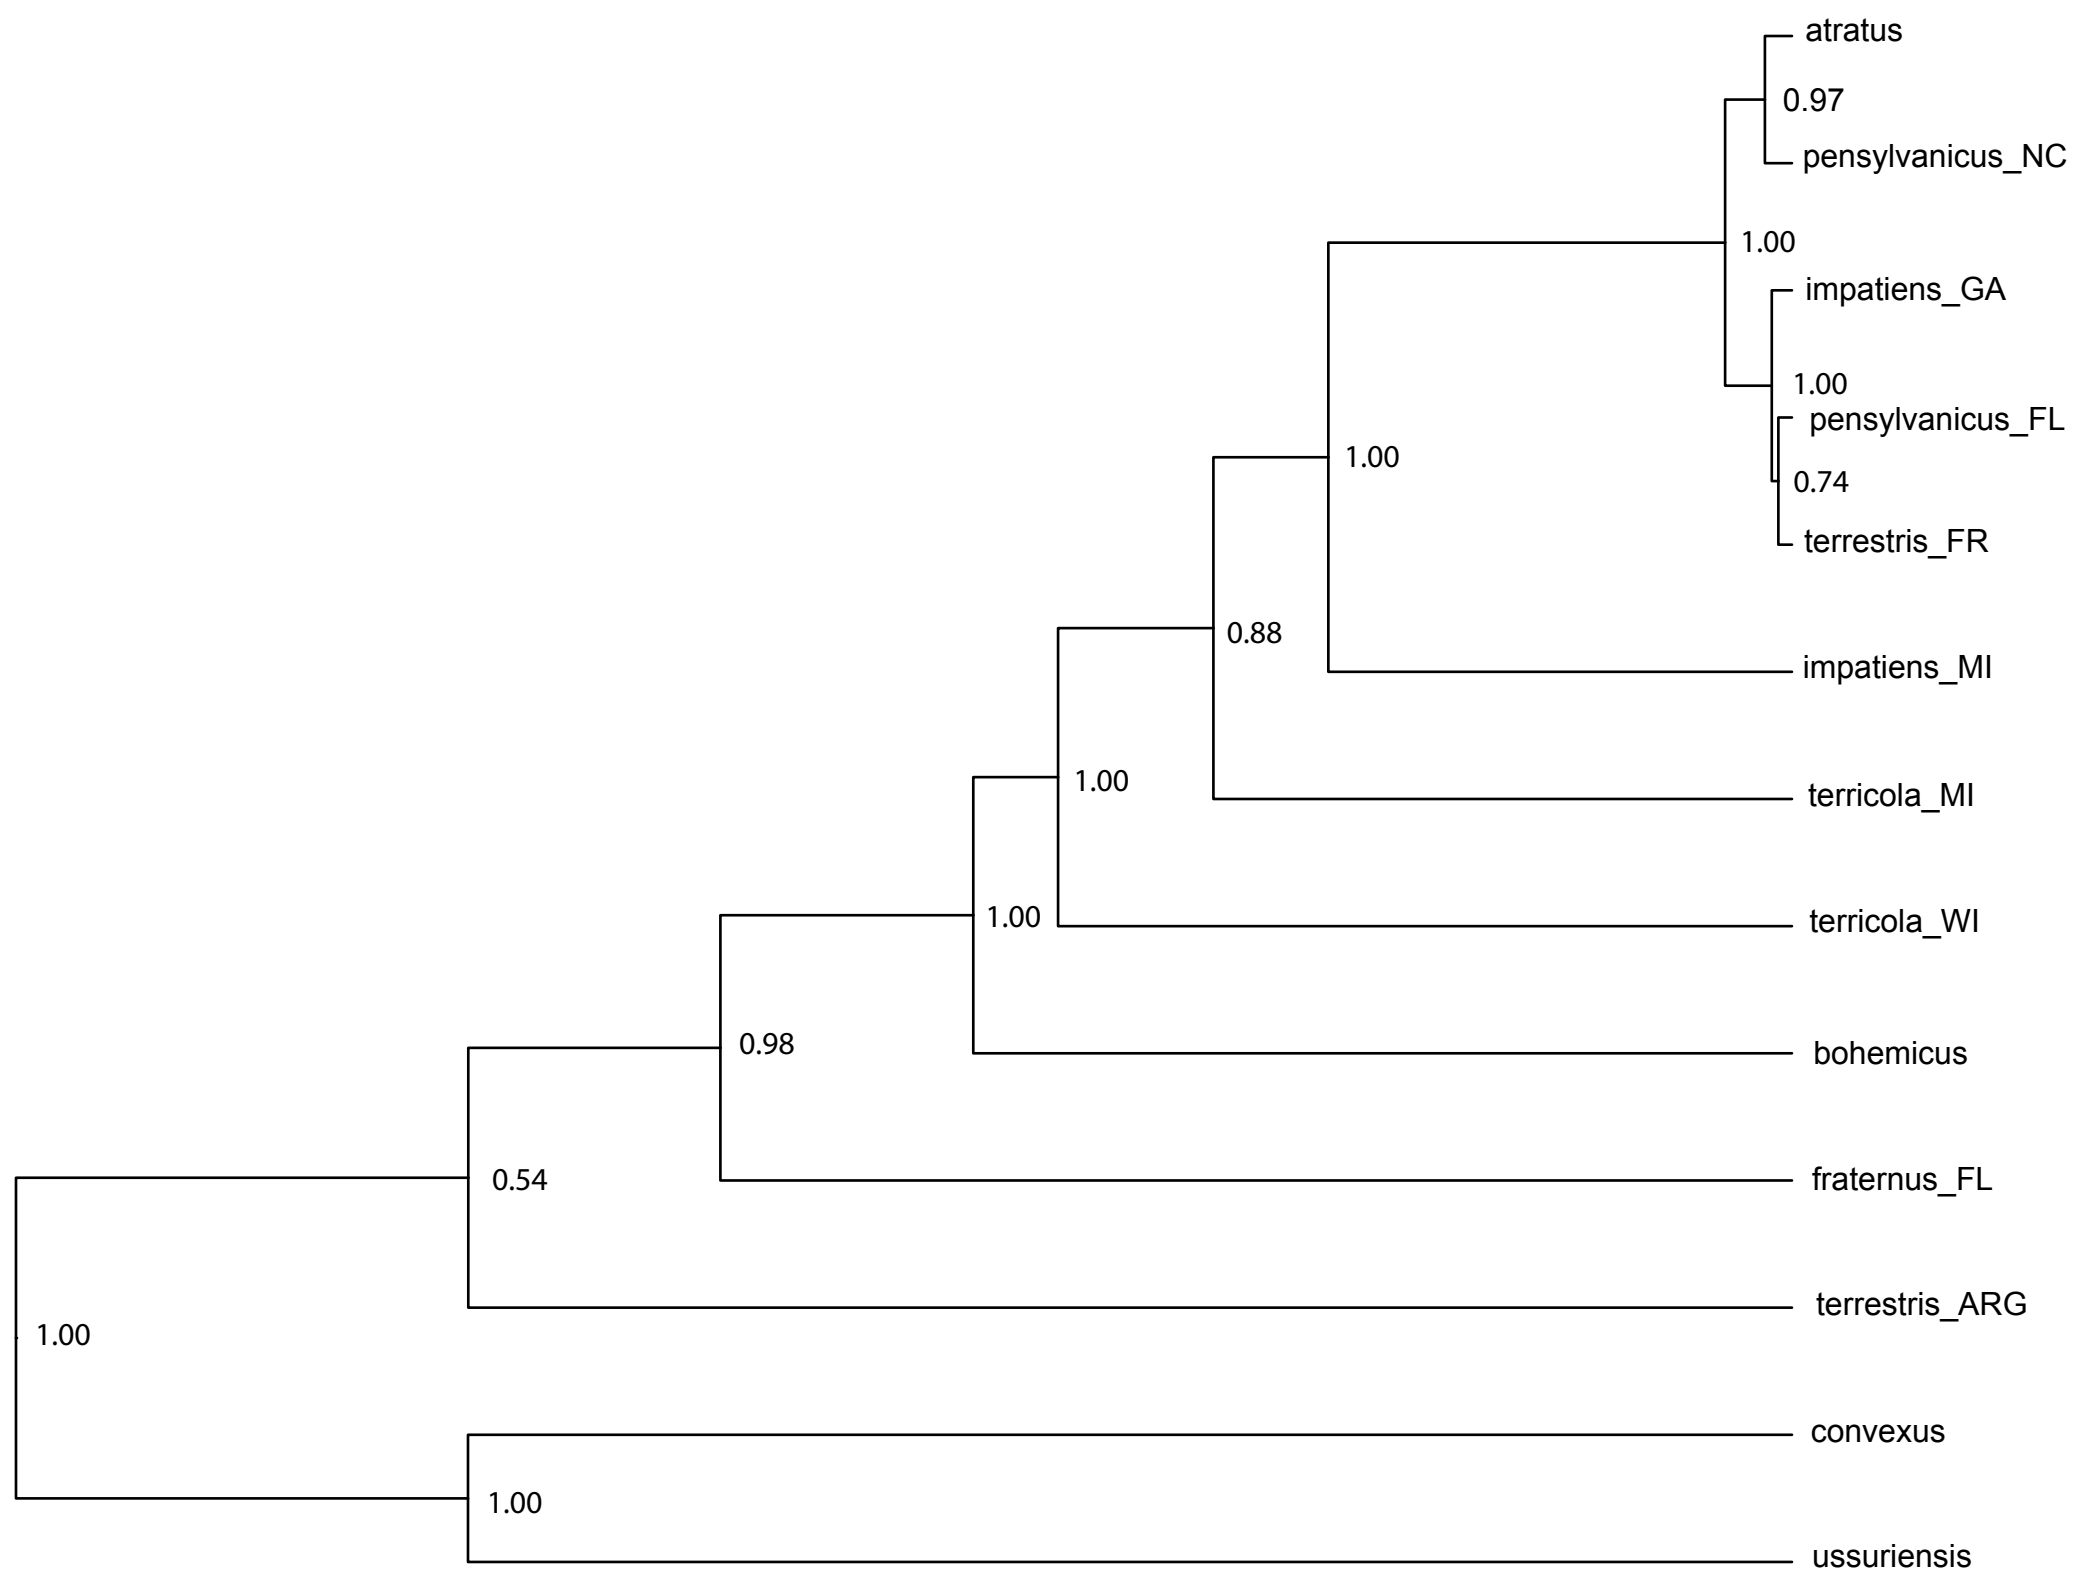 atratus
0.97
pensylvanicus_NC
1.00
impatiens_GA
1.00
pensylvanicus_FL
1.00
0.74
terrestris_FR
0.88
impatiens_MI
1.00
terricola_MI
1.00
terricola_WI
0.98
bohemicus
0.54
fraternus_FL
terrestris_ARG
1.00
convexus
1.00
ussuriensis